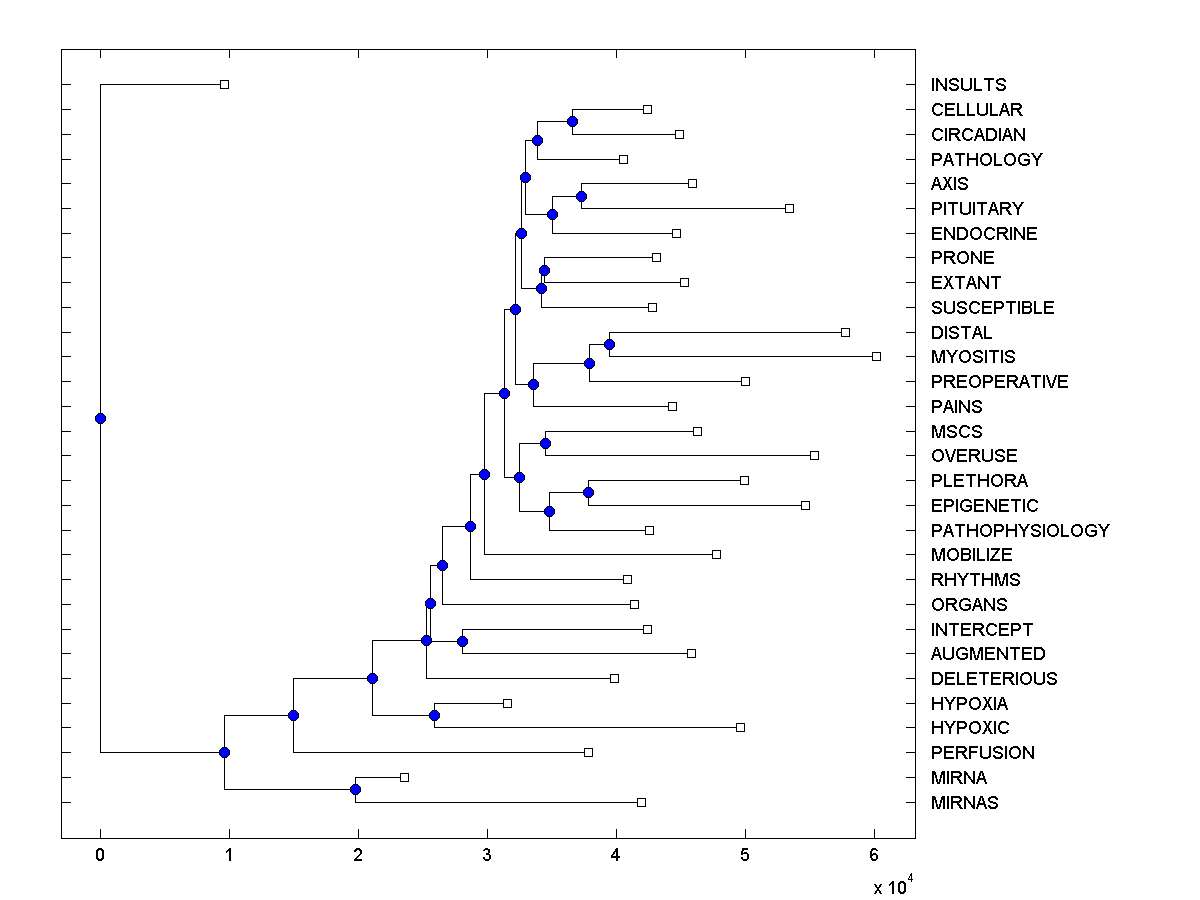 INSULTS
CELLULAR
CIRCADIAN
PATHOLOGY
AXIS
PITUITARY
ENDOCRINE
PRONE
EXTANT
SUSCEPTIBLE
DISTAL
MYOSITIS
PREOPERATIVE
PAINS
MSCS
OVERUSE
PLETHORA
EPIGENETIC
PATHOPHYSIOLOGY
MOBILIZE
RHYTHMS
ORGANS
INTERCEPT
AUGMENTED
DELETERIOUS
HYPOXIA
HYPOXIC
PERFUSION
MIRNA
MIRNAS
0 1 2 3 4 5 6
x 10^4